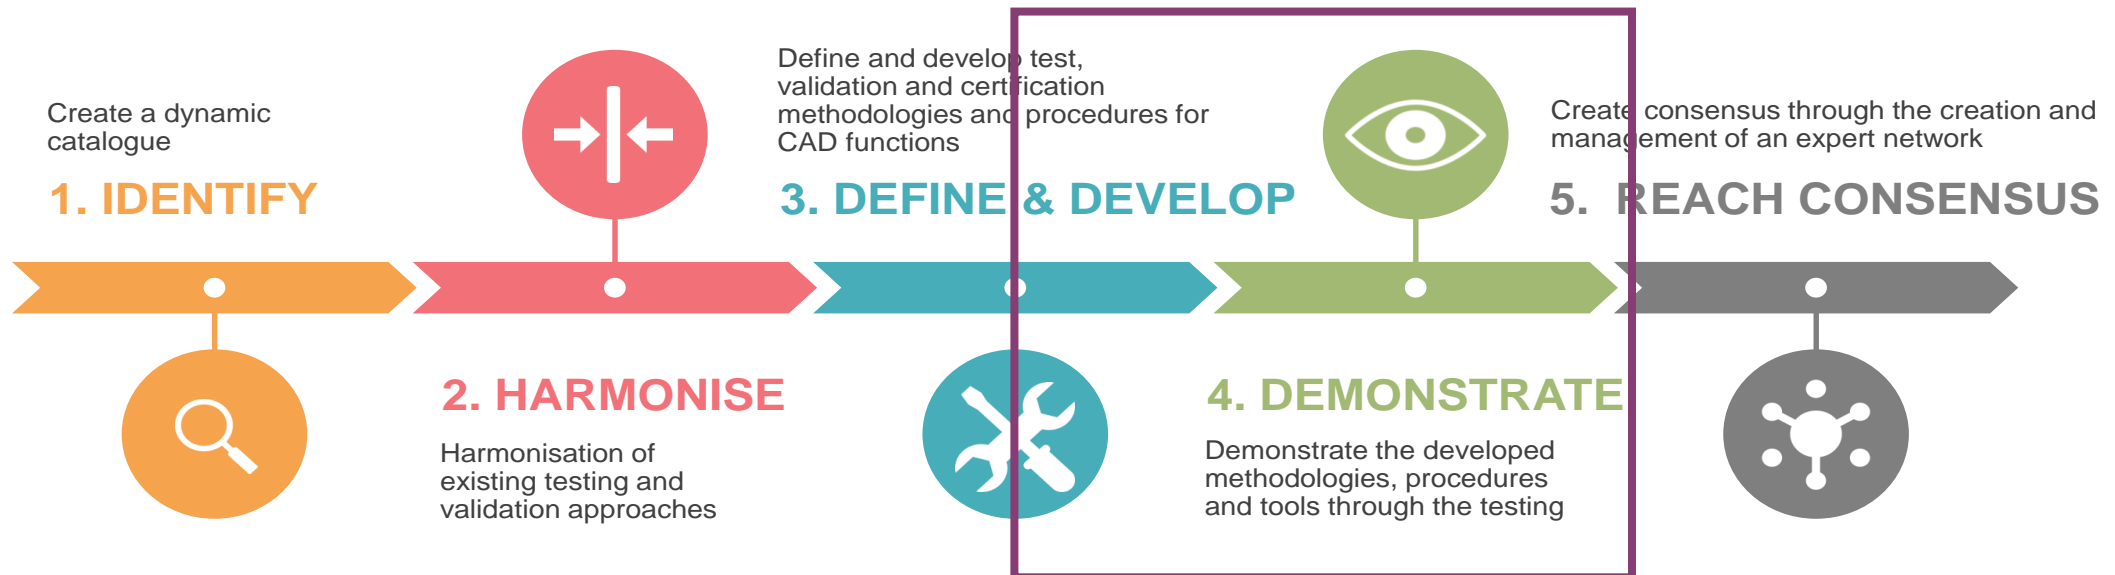 Create a dynamic
catalogue
1. IDENTIFY
2. HARMONISE
Harmonisation of
existing testing and
validation approaches
Define and develop test,
validation and certification
methodologies and procedures for
CAD functions
3. DEFINE & DEVELOP
4. DEMONSTRATE
Demonstrate the developed
methodologies, procedures
and tools through the testing
Create consensus through the creation and
management of an expert network
5. REACH CONSENSUS